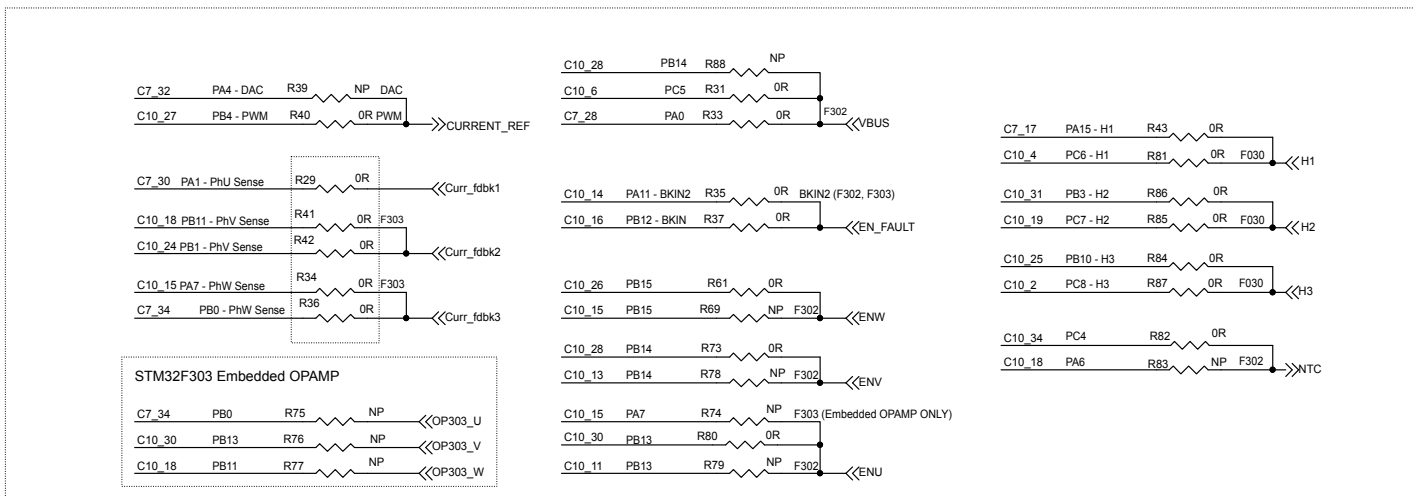 C7_32 PA4 - DAC R39 NP DAC
C10_27 PB4 - PWM R40 0R PWM CURRENT_REF
C7_30 PA1 - PhU Sense R29 0R Curr_fdbk1
C10_18 PB11 - PhV Sense R41 0R F303
C10_24 PB1 - PhV Sense R42 0R Curr_fdbk2
C10_15 PA7 - PhW Sense R34 0R F303
C7_34 PB0 - PhW Sense R36 0R Curr_fdbk3
STM32F303 Embedded OPAMP
C7_34 PB0 R75 NP OP303_U
C10_30 PB13 R76 NP OP303_V
C10_18 PB11 R77 NP OP303_W
C10_28 PB14 R88 NP
C10_6 PC5 R31 0R
C7_28 PA0 R33 0R F302 VBUS
C10_14 PA11 - BKIN2 R35 0R BKIN2 (F302, F303)
C10_16 PB12 - BKIN R37 0R EN_FAULT
C10_26 PB15 R61 0R
C10_15 PB15 R69 NP F302 ENW
C10_28 PB14 R73 0R
C10_13 PB14 R78 NP F302 ENV
C10_15 PA7 R74 NP F303 (Embedded OPAMP ONLY)
C10_30 PB13 R80 0R
C10_11 PB13 R79 NP F302 ENU
C7_17 PA15 - H1 R43 0R
C10_4 PC6 - H1 R81 0R F030 H1
C10_31 PB3 - H2 R86 0R
C10_19 PC7 - H2 R85 0R F030 H2
C10_25 PB10 - H3 R84 0R
C10_2 PC8 - H3 R87 0R F030 H3
C10_34 PC4 R82 0R
C10_18 PA6 R83 NP F302 NTC